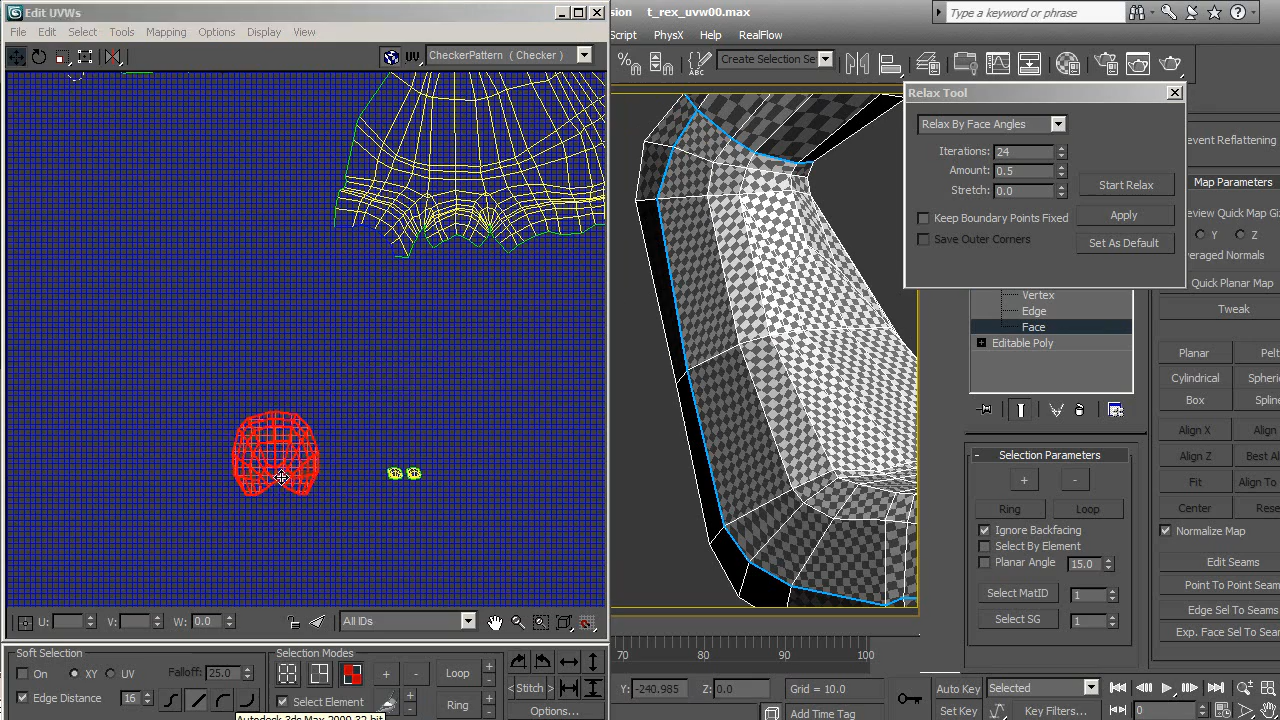 Edit UVWs
sion t_rex_uvw00.max
Type a keyword or phrase
File Edit Select Tools Mapping Options Display View
Script PhysX Help RealFlow
UV CheckerPattern ( Checker )
ABC Create Selection Se
Relax Tool
Relax By Face Angles
Iterations: 24
Amount: 0.5
Stretch: 0.0
Start Relax
Keep Boundary Points Fixed
Apply
Save Outer Corners
Set As Default
event Reflattening
Map Parameters
eview Quick Map Gi
Y Z
eraged Normals
Quick Planar Map
Tweak
Vertex
Edge
Face
Editable Poly
Planar Pelt
Cylindrical Spheri
Box Spline
Align X Align
Align Z Best Al
Fit Align To
Center Unfol
Selection Parameters
+ -
Ring Loop
Ignore Backfacing
Select By Element
Planar Angle 15.0
Select MatID 1
Select SG 1
Normalize Map
Edit Seams
Point To Point Seam
Edge Sel To Seams
Exp. Face Sel To Sea
U: V: W: 0.0 All IDs
70 80 90 100
Soft Selection
On XY UV Falloff: 25.0
Edge Distance 16
Selection Modes
+ - Loop +
-
Select Element + Ring +
- -
Stitch
Options...
Autodesk 3ds Max 2009 32-bit
Y: -240.985 Z: 0.0 Grid = 10.0
Add Time Tag
Auto Key Selected
Set Key Key Filters...
0